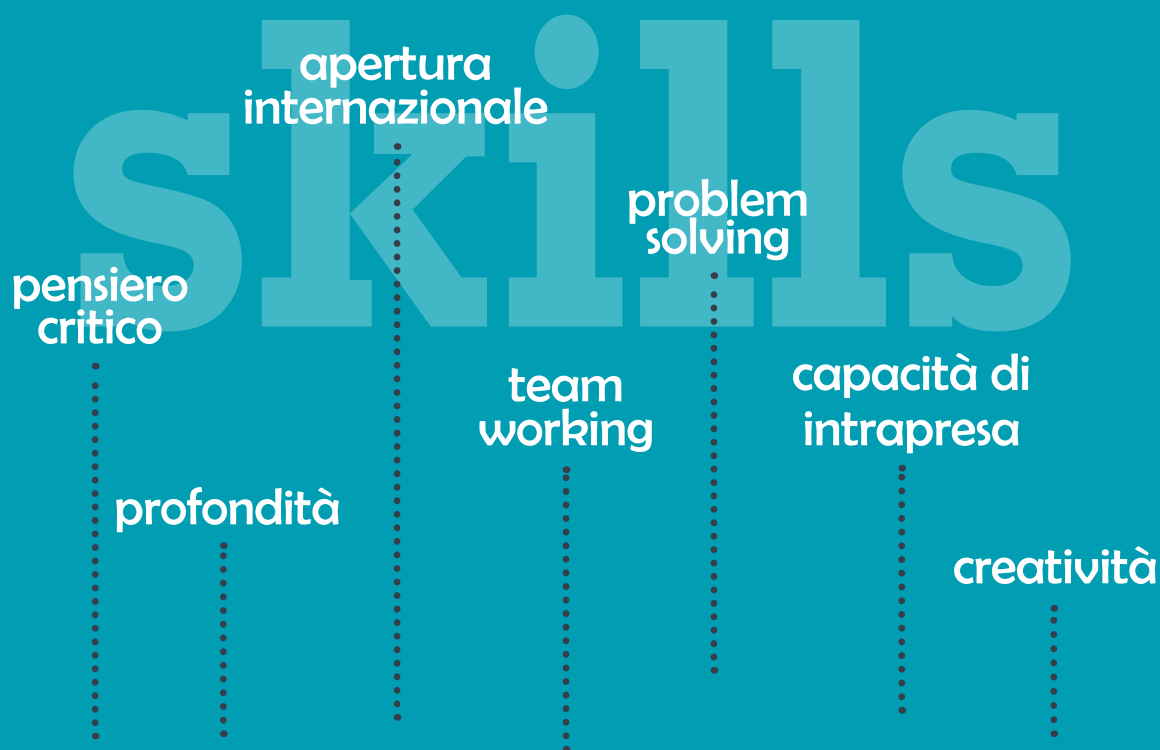 skills
apertura
internazionale
problem
solving
pensiero
critico
team
working
capacità di
intrapresa
profondità
creatività